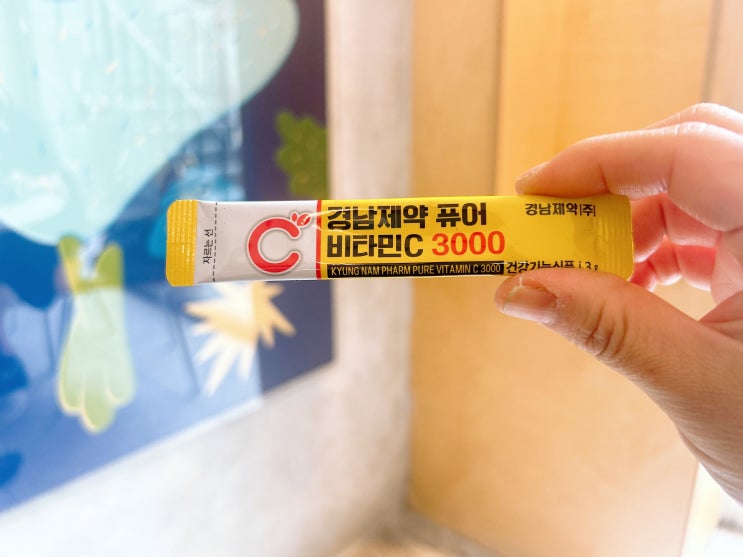 자르는 선
C
경남제약 퓨어
비타민C 3000
KYUNG NAM PHARM PURE VITAMIN C 3000
경남제약(주)
건강기능식품 | 3 g